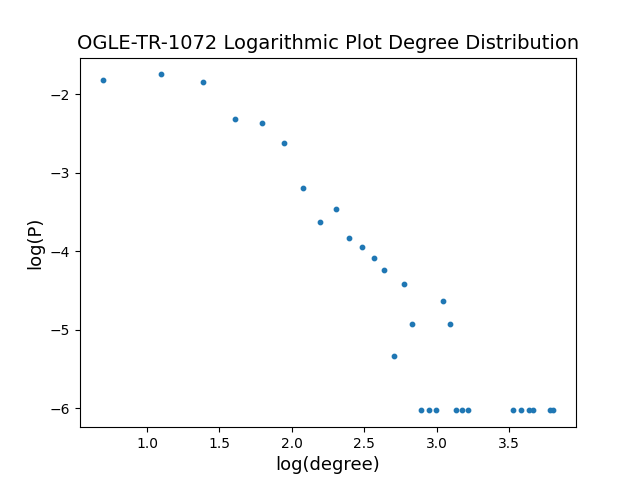 OGLE-TR-1072 Logarithmic Plot Degree Distribution
−2
−3
−4
−5
−6
log(P)
1.0 1.5 2.0 2.5 3.0 3.5
log(degree)